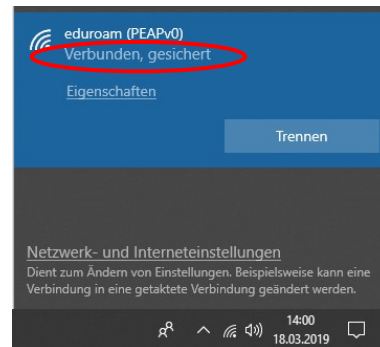 eduroam (PEAPv0)
Verbunden, gesichert
Eigenschaften
Trennen
Netzwerk- und Interneteinstellungen
Dient zum Ändern von Einstellungen. Beispielsweise kann eine
Verbindung in eine getaktete Verbindung geändert werden.
14:00
18.03.2019